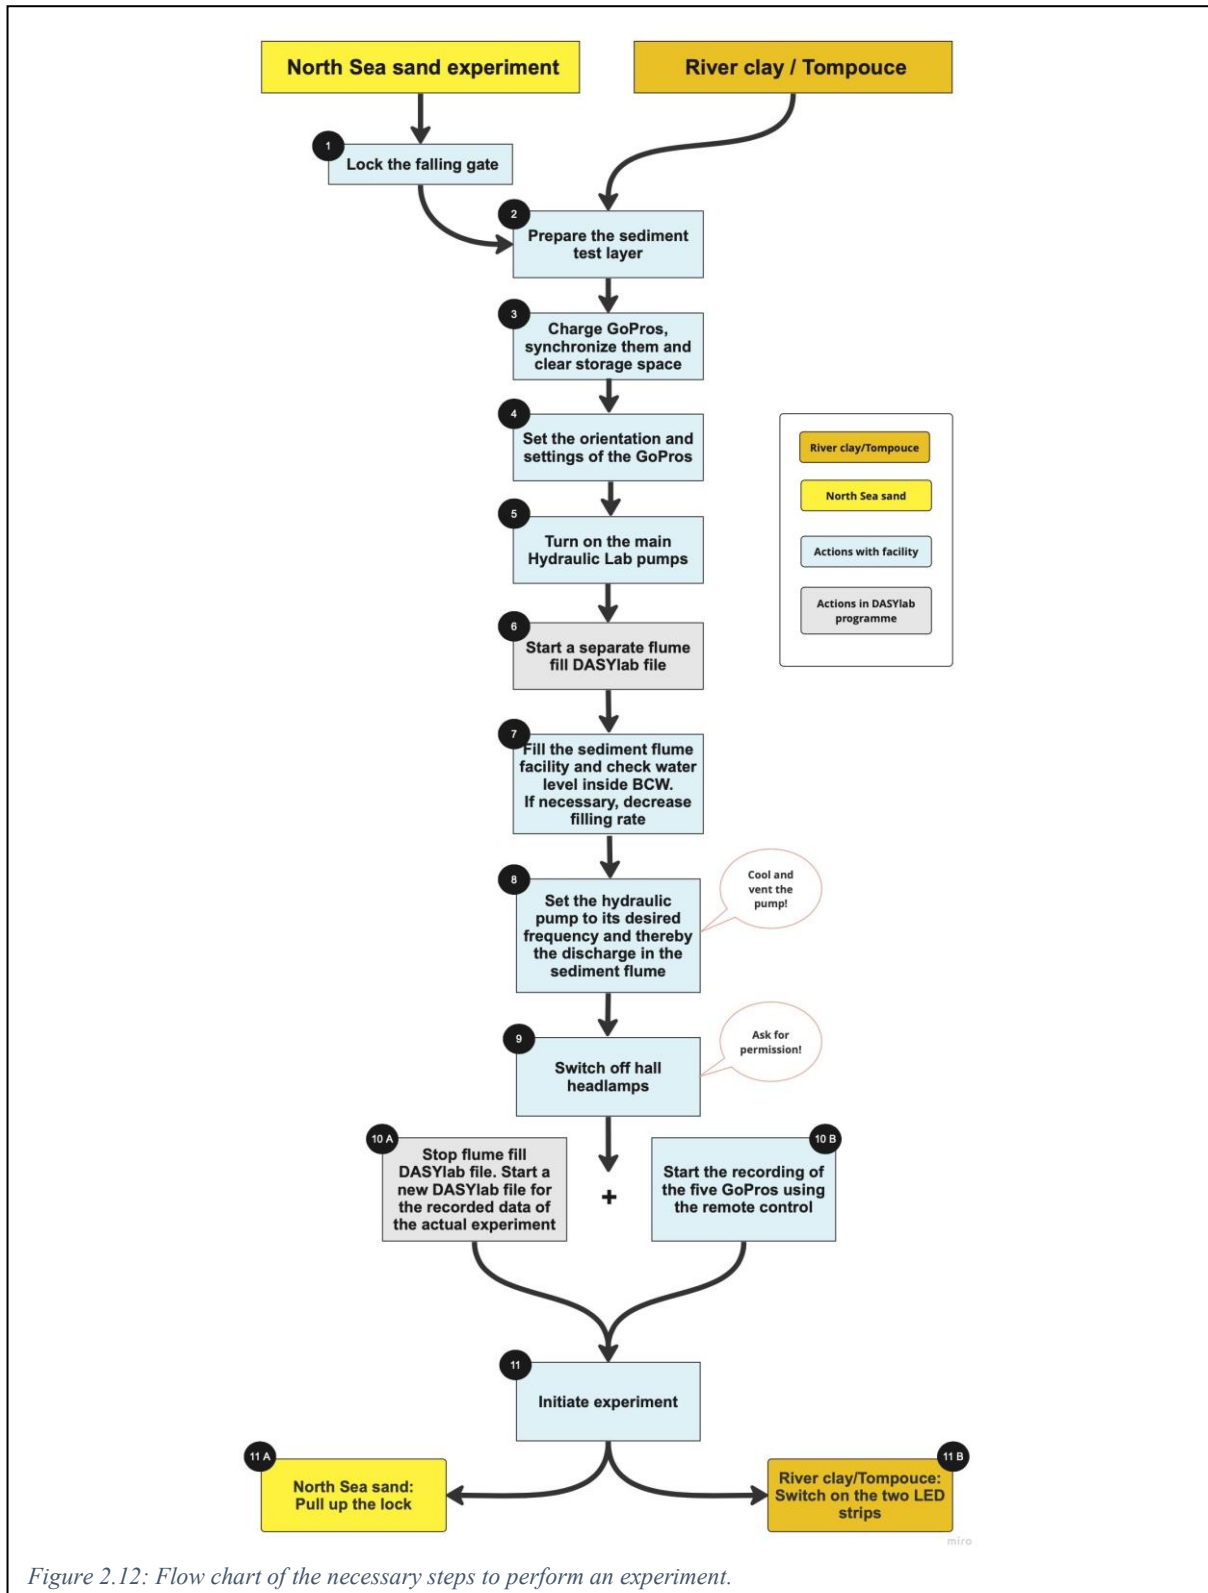 North Sea sand experiment
River clay / Tompouce
1
Lock the falling gate
2
Prepare the sediment
test layer
3
Charge GoPros,
synchronize them and
clear storage space
4
Set the orientation and
settings of the GoPros
River clay/Tompouce
North Sea sand
Actions with facility
Actions in DASYlab
programme
5
Turn on the main
Hydraulic Lab pumps
6
Start a separate flume
fill DASYlab file
7
Fill the sediment flume
facility and check water
level inside BCW.
If necessary, decrease
filling rate
8
Set the hydraulic
pump to its desired
frequency and thereby
the discharge in the
sediment flume
Cool and
vent the
pump!
9
Switch off hall
headlamps
Ask for
permission!
10 A
Stop flume fill
DASYlab file. Start a
new DASYlab file for
the recorded data of
the actual experiment
+
10 B
Start the recording of
the five GoPros using
the remote control
11
Initiate experiment
11 A
North Sea sand:
Pull up the lock
11 B
River clay/Tompouce:
Switch on the two LED
strips
miro
Figure 2.12: Flow chart of the necessary steps to perform an experiment.